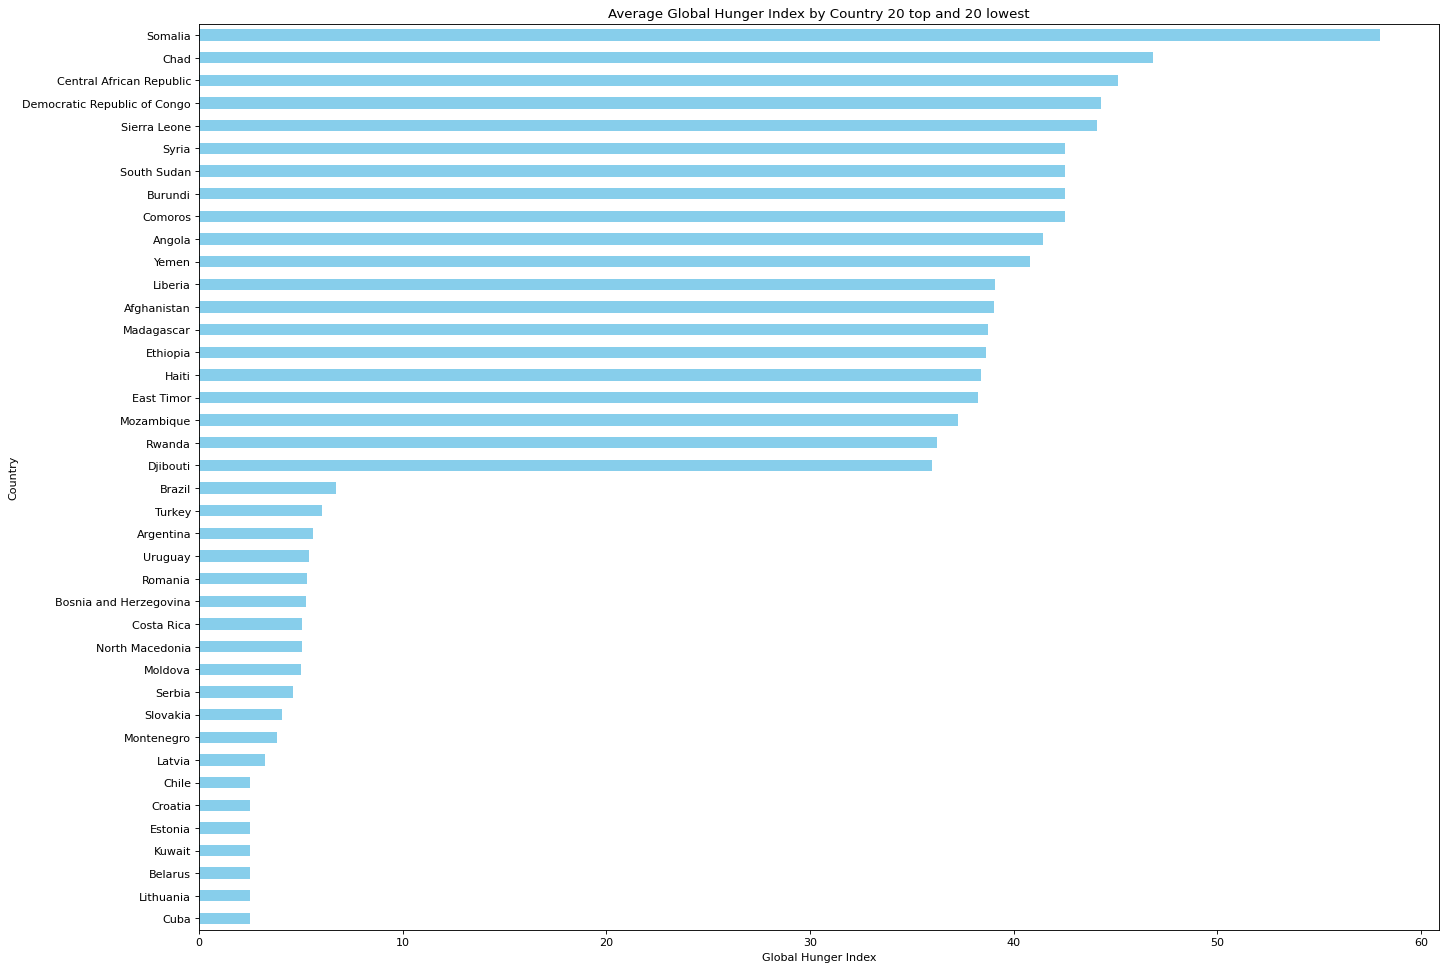 Average Global Hunger Index by Country 20 top and 20 lowest
Somalia
Chad
Central African Republic
Democratic Republic of Congo
Sierra Leone
Syria
South Sudan
Burundi
Comoros
Angola
Yemen
Liberia
Afghanistan
Madagascar
Ethiopia
Haiti
East Timor
Mozambique
Rwanda
Djibouti
Brazil
Turkey
Argentina
Uruguay
Romania
Bosnia and Herzegovina
Costa Rica
North Macedonia
Moldova
Serbia
Slovakia
Montenegro
Latvia
Chile
Croatia
Estonia
Kuwait
Belarus
Lithuania
Cuba
Country
0 10 20 30 40 50 60
Global Hunger Index